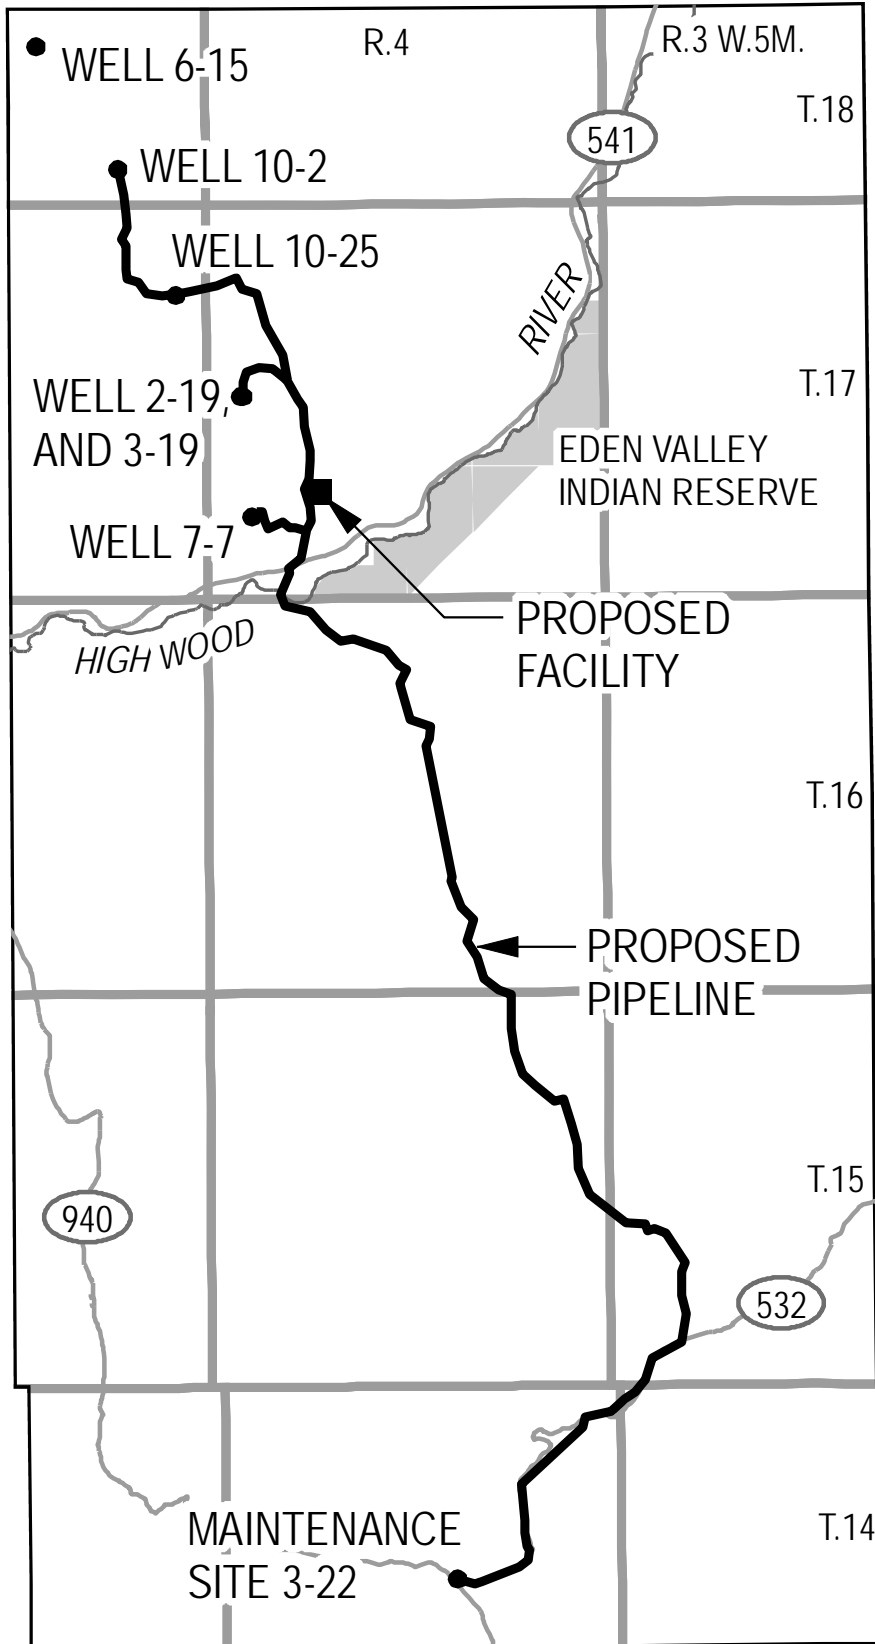 R.4
R.3 W.5M.
WELL 6-15
T.18
541
WELL 10-2
WELL 10-25
RIVER
T.17
WELL 2-19,
AND 3-19
EDEN VALLEY
INDIAN RESERVE
WELL 7-7
PROPOSED
FACILITY
HIGH WOOD
T.16
PROPOSED
PIPELINE
T.15
940
532
MAINTENANCE
SITE 3-22
T.14